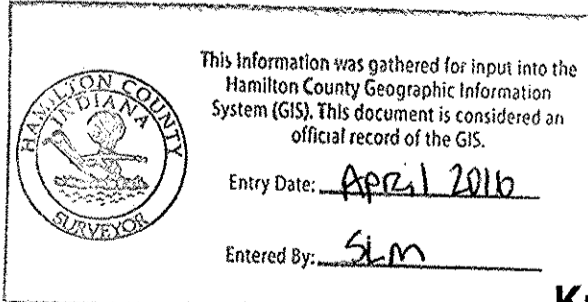 HAMILTON COUNTY
INDIANA
SURVEYOR
This Information was gathered for input into the
Hamilton County Geographic Information
System (GIS). This document is considered an
official record of the GIS.
Entry Date: April 2016
Entered By: SLM